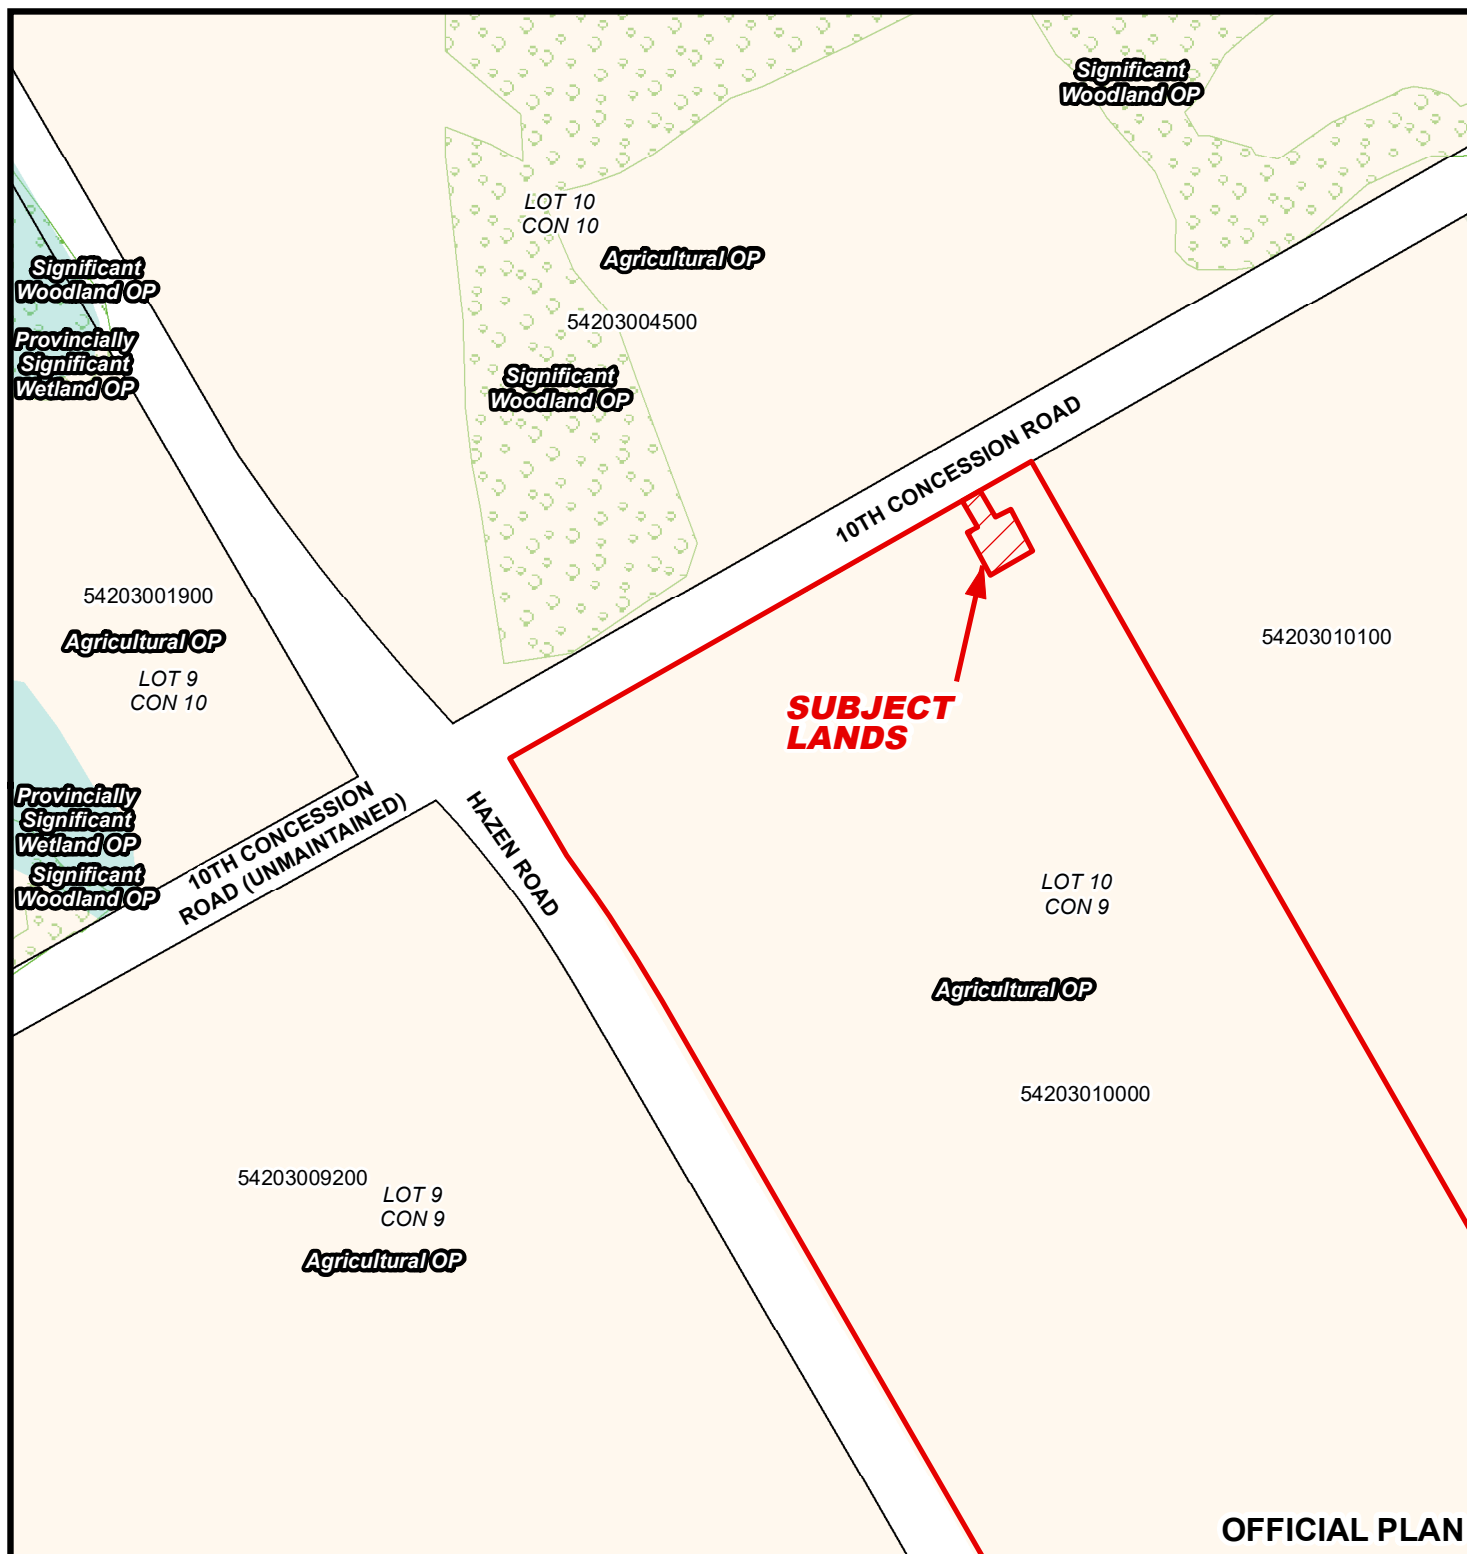 Significant
Woodland OP
LOT 10
CON 10
Agricultural OP
Significant
Woodland OP
54203004500
Provincially
Significant
Wetland OP
Significant
Woodland OP
10TH CONCESSION ROAD
54203001900
Agricultural OP
LOT 9
CON 10
54203010100
SUBJECT
LANDS
Provincially
Significant
Wetland OP
Significant
Woodland OP
10TH CONCESSION
ROAD (UNMAINTAINED)
HAZEN ROAD
LOT 10
CON 9
Agricultural OP
54203010000
54203009200
LOT 9
CON 9
Agricultural OP
OFFICIAL PLAN